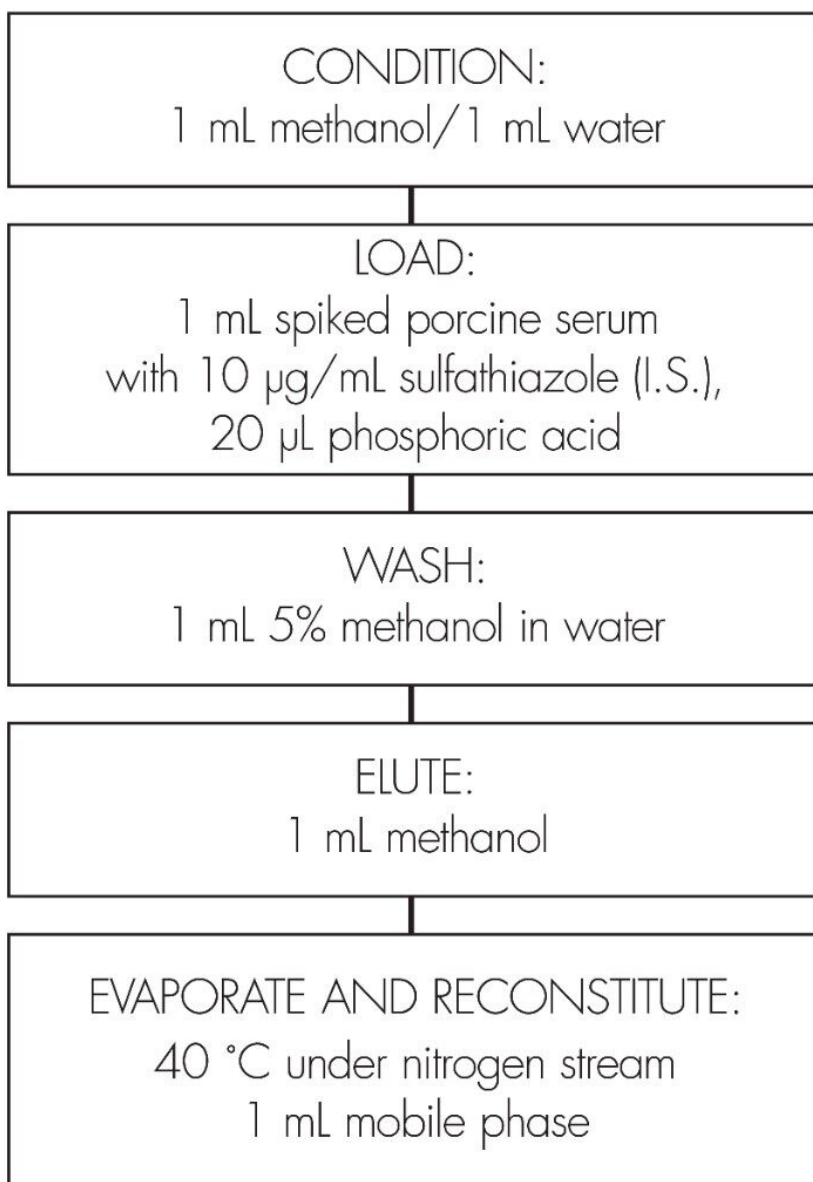 CONDITION:
1 mL methanol/1 mL water
LOAD:
1 mL spiked porcine serum
with 10 µg/mL sulfathiazole (I.S.),
20 µL phosphoric acid
WASH:
1 mL 5% methanol in water
ELUTE:
1 mL methanol
EVAPORATE AND RECONSTITUTE:
40 °C under nitrogen stream
1 mL mobile phase